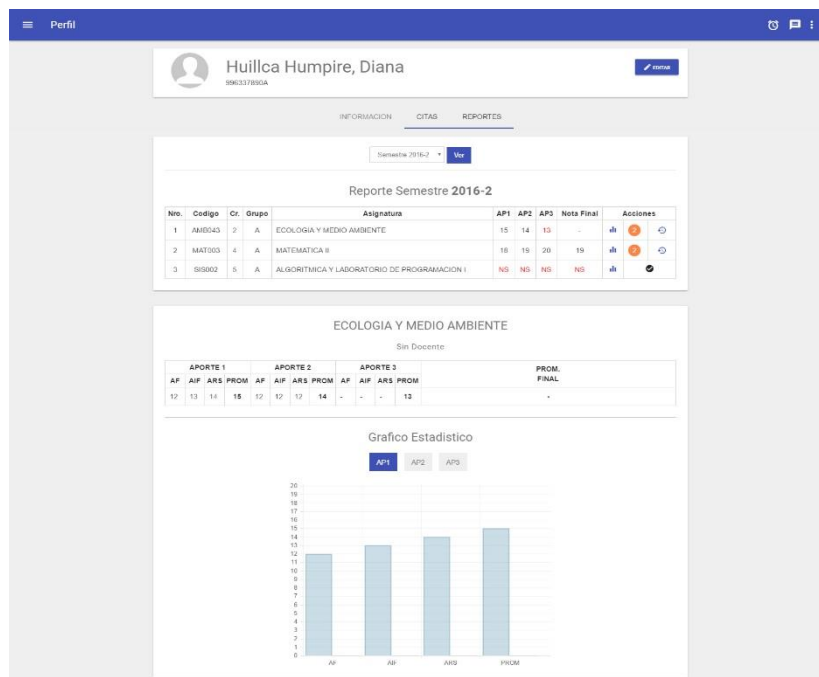 Perfil
Huillca Humpire, Diana
996337890A
EDITAR
INFORMACION CITAS REPORTES
Semestre 2016-2 Ver
Reporte Semestre 2016-2
Nro. Codigo Cr. Grupo Asignatura AP1 AP2 AP3 Nota Final Acciones
1 AMB043 2 A ECOLOGIA Y MEDIO AMBIENTE 15 14 13 - 2
2 MAT003 4 A MATEMATICA II 18 19 20 19 2
3 SIS002 5 A ALGORITMICA Y LABORATORIO DE PROGRAMACION I NS NS NS NS
ECOLOGIA Y MEDIO AMBIENTE
Sin Docente
APORTE 1 APORTE 2 APORTE 3 PROM. FINAL
AF AIF ARS PROM AF AIF ARS PROM AF AIF ARS PROM
12 13 14 15 12 12 12 14 - - - 13 -
Grafico Estadistico
AP1 AP2 AP3
20
19
18
17
16
15
14
13
12
11
10
9
8
7
6
5
4
3
2
1
0
AF AIF ARS PROM